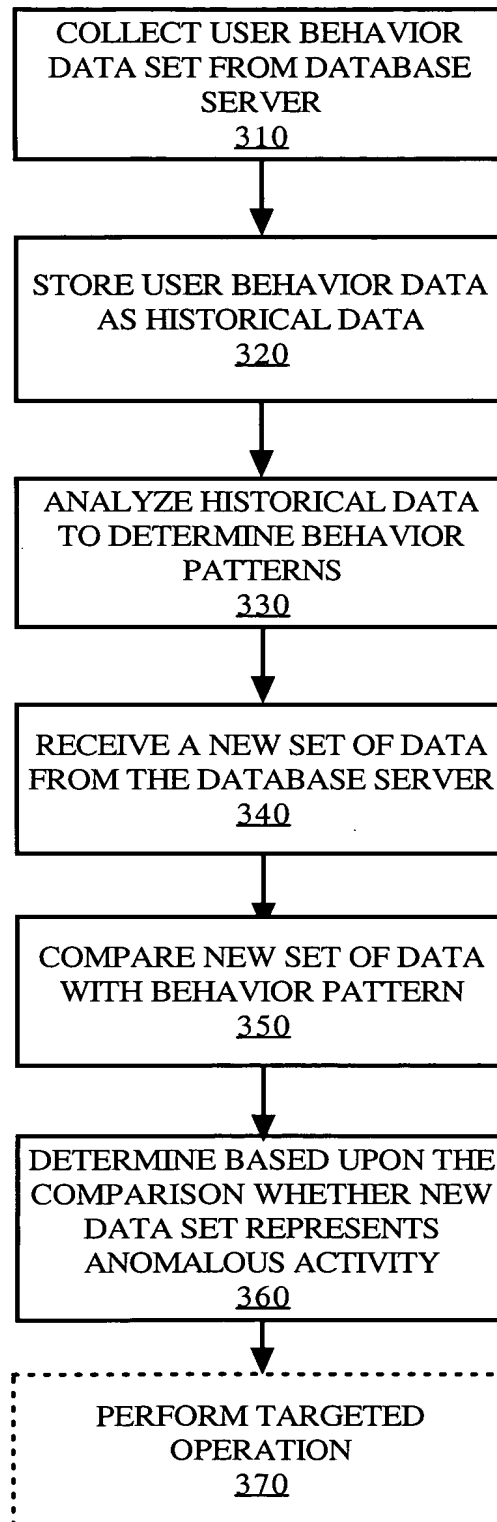 COLLECT USER BEHAVIOR
DATA SET FROM DATABASE
SERVER
310
STORE USER BEHAVIOR DATA
AS HISTORICAL DATA
320
ANALYZE HISTORICAL DATA
TO DETERMINE BEHAVIOR
PATTERNS
330
RECEIVE A NEW SET OF DATA
FROM THE DATABASE SERVER
340
COMPARE NEW SET OF DATA
WITH BEHAVIOR PATTERN
350
DETERMINE BASED UPON THE
COMPARISON WHETHER NEW
DATA SET REPRESENTS
ANOMALOUS ACTIVITY
360
PERFORM TARGETED
OPERATION
370